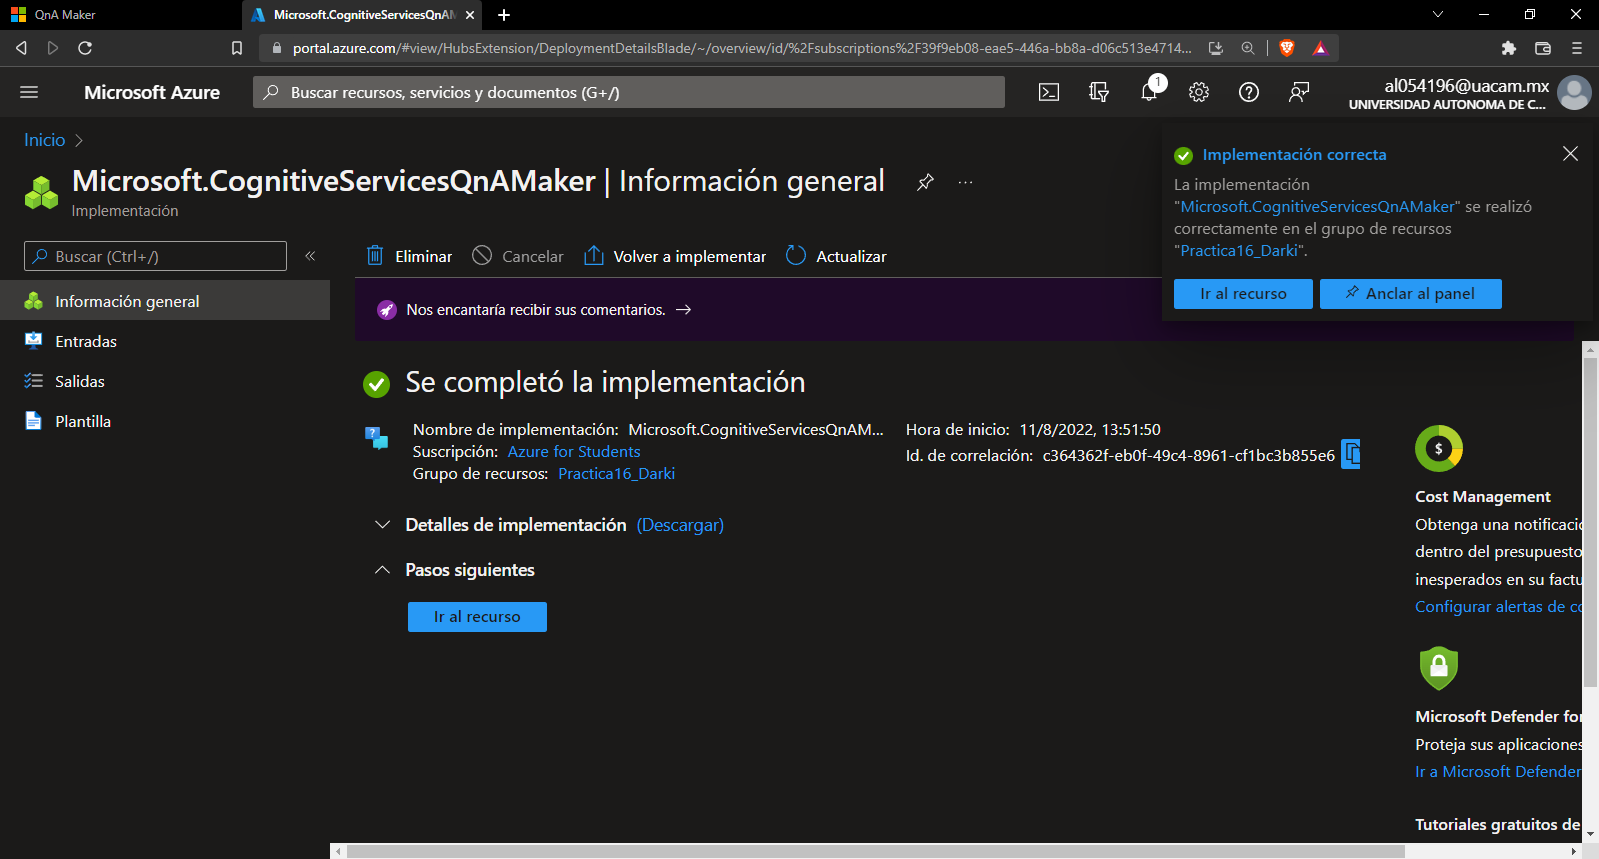 QnA Maker
Microsoft.CognitiveServicesQnAM
portal.azure.com/#view/HubsExtension/DeploymentDetailsBlade/~/overview/id/%2Fsubscriptions%2F39f9eb08-eae5-446a-bb8a-d06c513e4714...
Microsoft Azure
Buscar recursos, servicios y documentos (G+/)
1
al054196@uacam.mx
UNIVERSIDAD AUTONOMA DE C...
Inicio
Microsoft.CognitiveServicesQnAMaker | Información general
...
Implementación
Implementación correcta
La implementación
"Microsoft.CognitiveServicesQnAMaker" se realizó
correctamente en el grupo de recursos
"Practica16_Darki".
Ir al recurso
Anclar al panel
Buscar (Ctrl+/)
«
Información general
Entradas
Salidas
Plantilla
Eliminar
Cancelar
Volver a implementar
Actualizar
Nos encantaría recibir sus comentarios. →
Se completó la implementación
Nombre de implementación: Microsoft.CognitiveServicesQnAM...
Suscripción: Azure for Students
Grupo de recursos: Practica16_Darki
Hora de inicio: 11/8/2022, 13:51:50
Id. de correlación: c364362f-eb0f-49c4-8961-cf1bc3b855e6
Detalles de implementación (Descargar)
Pasos siguientes
Ir al recurso
$
Cost Management
Obtenga una notificació
dentro del presupuesto
inesperados en su factu
Configurar alertas de co
Microsoft Defender for
Proteja sus aplicaciones
Ir a Microsoft Defender
Tutoriales gratuitos de